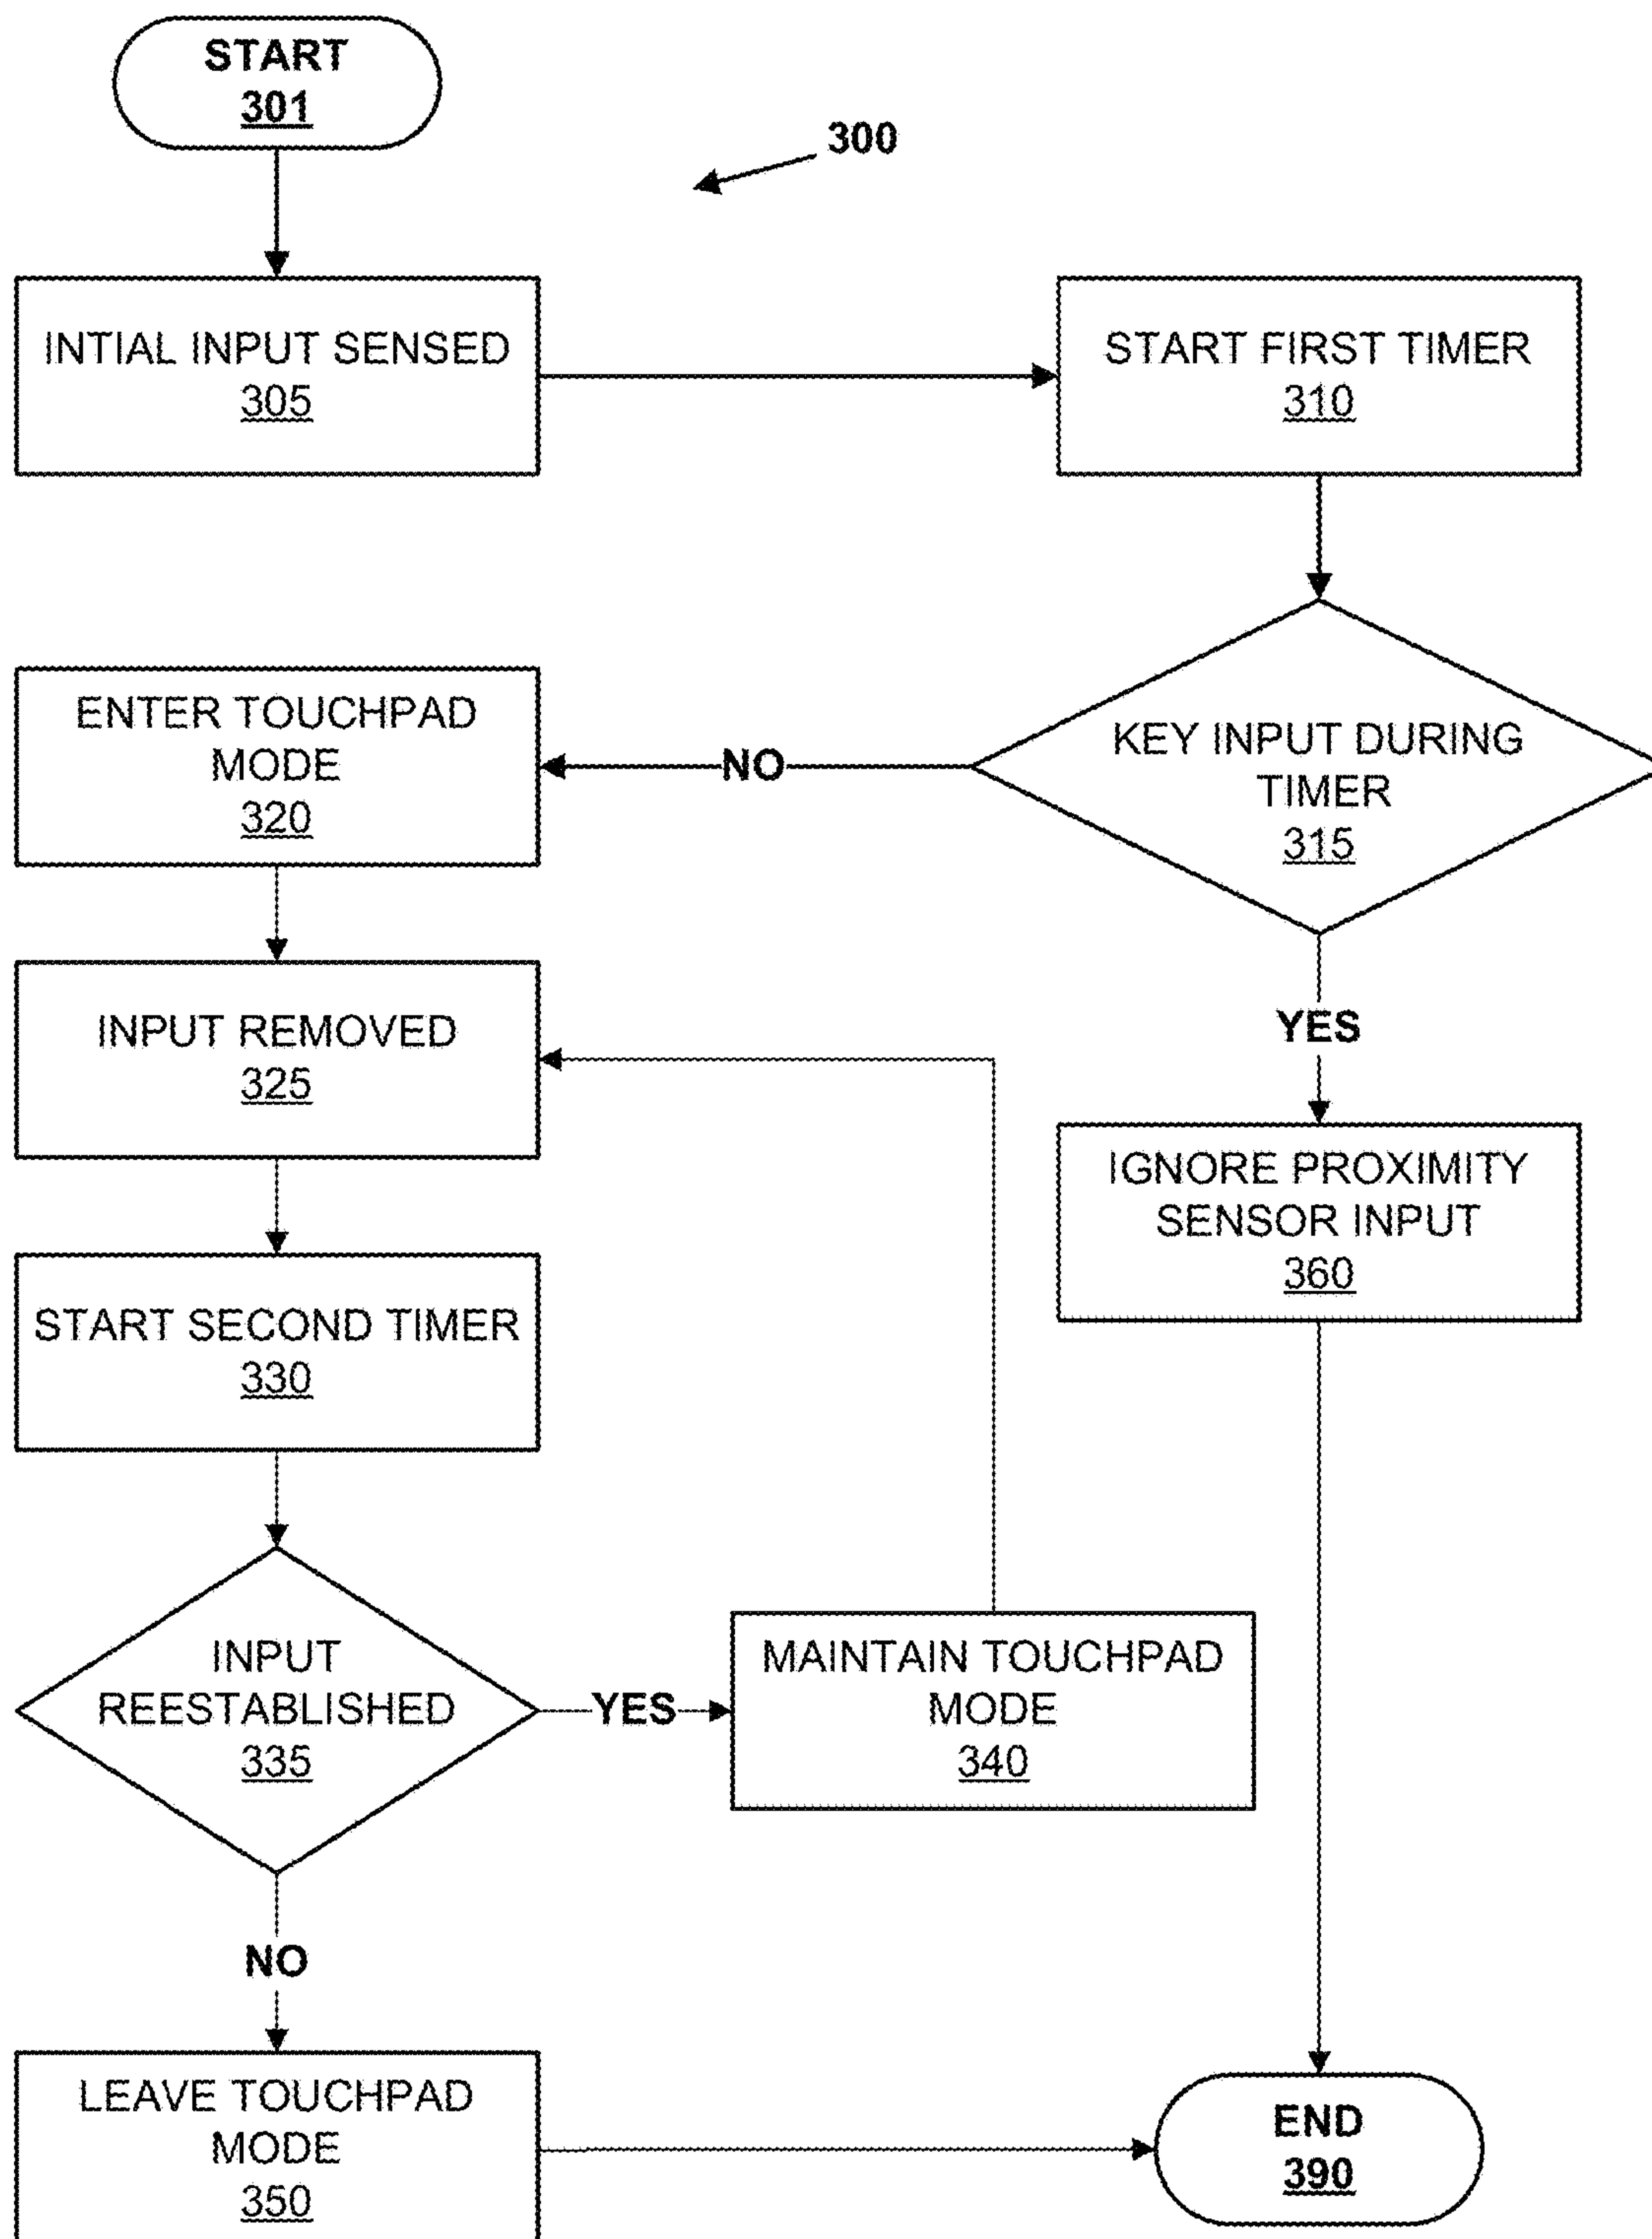 START
301
300
INTIAL INPUT SENSED
305
START FIRST TIMER
310
KEY INPUT DURING
TIMER
315
NO
ENTER TOUCHPAD
MODE
320
INPUT REMOVED
325
YES
IGNORE PROXIMITY
SENSOR INPUT
360
START SECOND TIMER
330
INPUT
REESTABLISHED
335
YES
MAINTAIN TOUCHPAD
MODE
340
NO
LEAVE TOUCHPAD
MODE
350
END
390